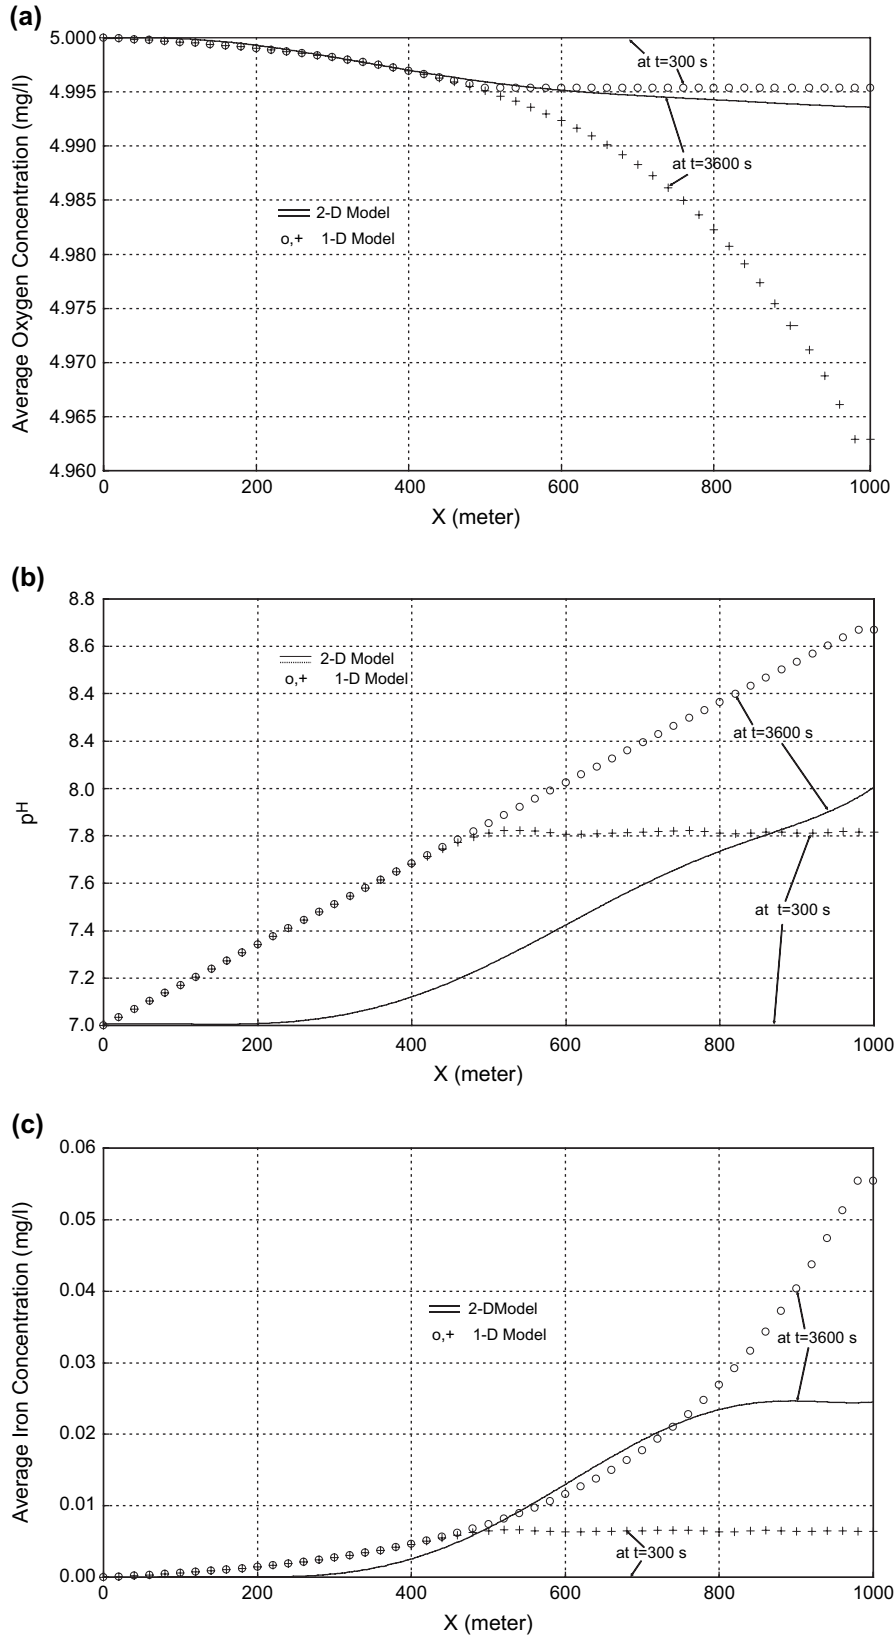 (a)
Average Oxygen Concentration (mg/l)
5.000
4.995
4.990
4.985
4.980
4.975
4.970
4.965
4.960
at t=300 s
at t=3600 s
2-D Model
o,+ 1-D Model
0 200 400 600 800 1000
X (meter)
(b)
pH
8.8
8.6
8.4
8.4
8.0
7.8
7.6
7.4
7.2
7.0
2-D Model
o,+ 1-D Model
at t=3600 s
at t=300 s
0 200 400 600 800 1000
X (meter)
(c)
Average Iron Concentration (mg/l)
0.06
0.05
0.04
0.03
0.02
0.01
0.00
2-DModel
o,+ 1-D Model
at t=3600 s
at t=300 s
0 200 400 600 800 1000
X (meter)